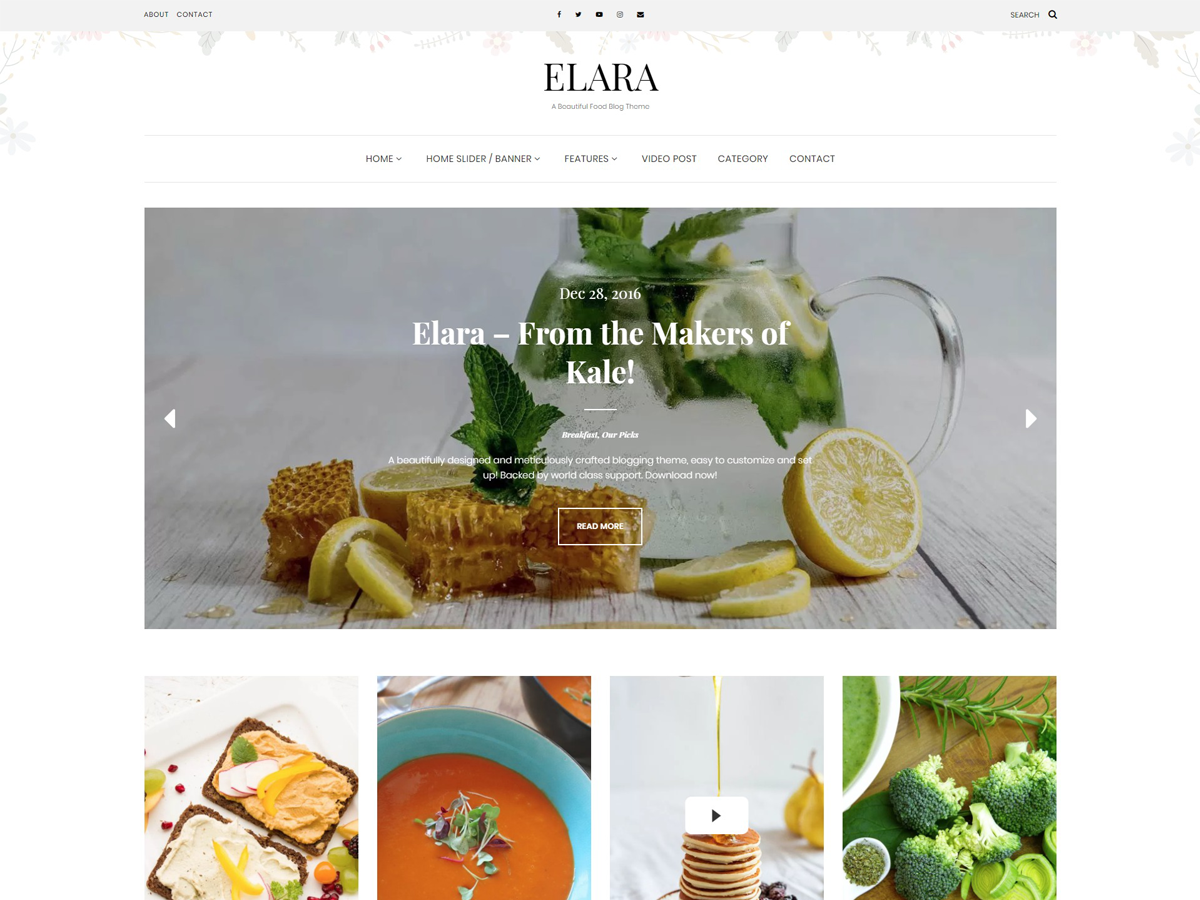 ABOUT CONTACT SEARCH
ELARA
A Beautiful Food Blog Theme
HOME HOME SLIDER / BANNER FEATURES VIDEO POST CATEGORY CONTACT
Dec 28, 2016
Elara – From the Makers of
Kale!
Breakfast, Our Picks
A beautifully designed and meticulously crafted blogging theme, easy to customize and set
up! Backed by world class support. Download now!
READ MORE